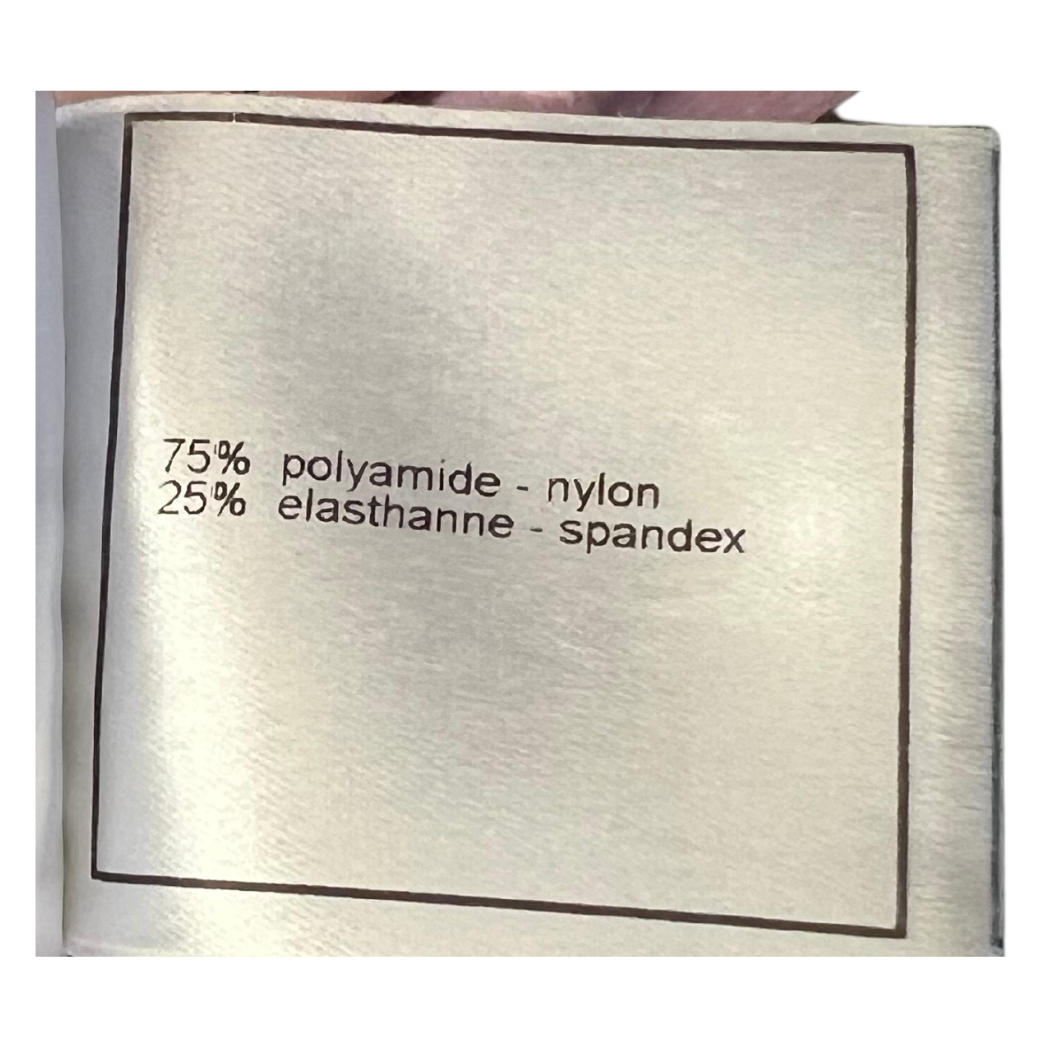 75% polyamide - nylon
25% elasthanne - spandex